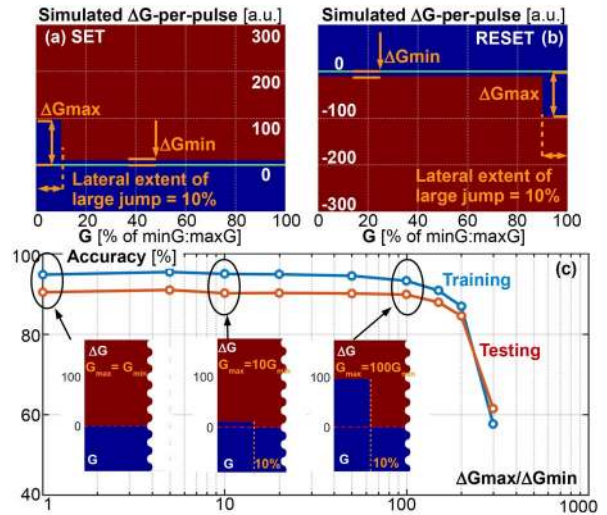 Simulated ΔG-per-pulse [a.u.]
(a) SET
300
200
100
0
ΔGmax
ΔGmin
Lateral extent of
large jump = 10%
0 20 40 60 80 100
G [% of minG:maxG]
Simulated ΔG-per-pulse [a.u.]
RESET (b)
0
-100
-200
-300
ΔGmin
ΔGmax
Lateral extent of
large jump = 10%
20 40 60 80 100
G [% of minG:maxG]
100
80
60
40
Accuracy [%]
(c)
Training
Testing
ΔG
Gmax = Gmin
100
0
G
ΔG
Gmax=10Gmin
100
0
G
10%
ΔG
Gmax=100Gmin
100
0
G
10%
ΔGmax/ΔGmin
1 10 100 1000